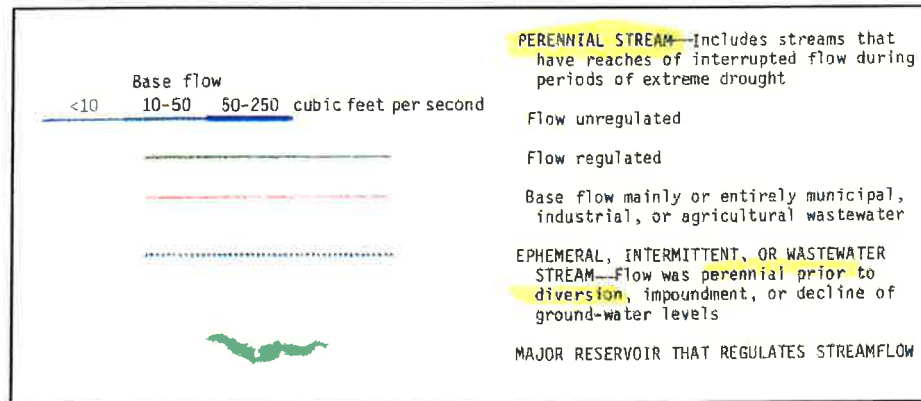 PERENNIAL STREAM—Includes streams that
have reaches of interrupted flow during
periods of extreme drought
Base flow
<10 10-50 50-250 cubic feet per second
Flow unregulated
Flow regulated
Base flow mainly or entirely municipal,
industrial, or agricultural wastewater
EPHEMERAL, INTERMITTENT, OR WASTEWATER
STREAM—Flow was perennial prior to
diversion, impoundment, or decline of
ground-water levels
MAJOR RESERVOIR THAT REGULATES STREAMFLOW